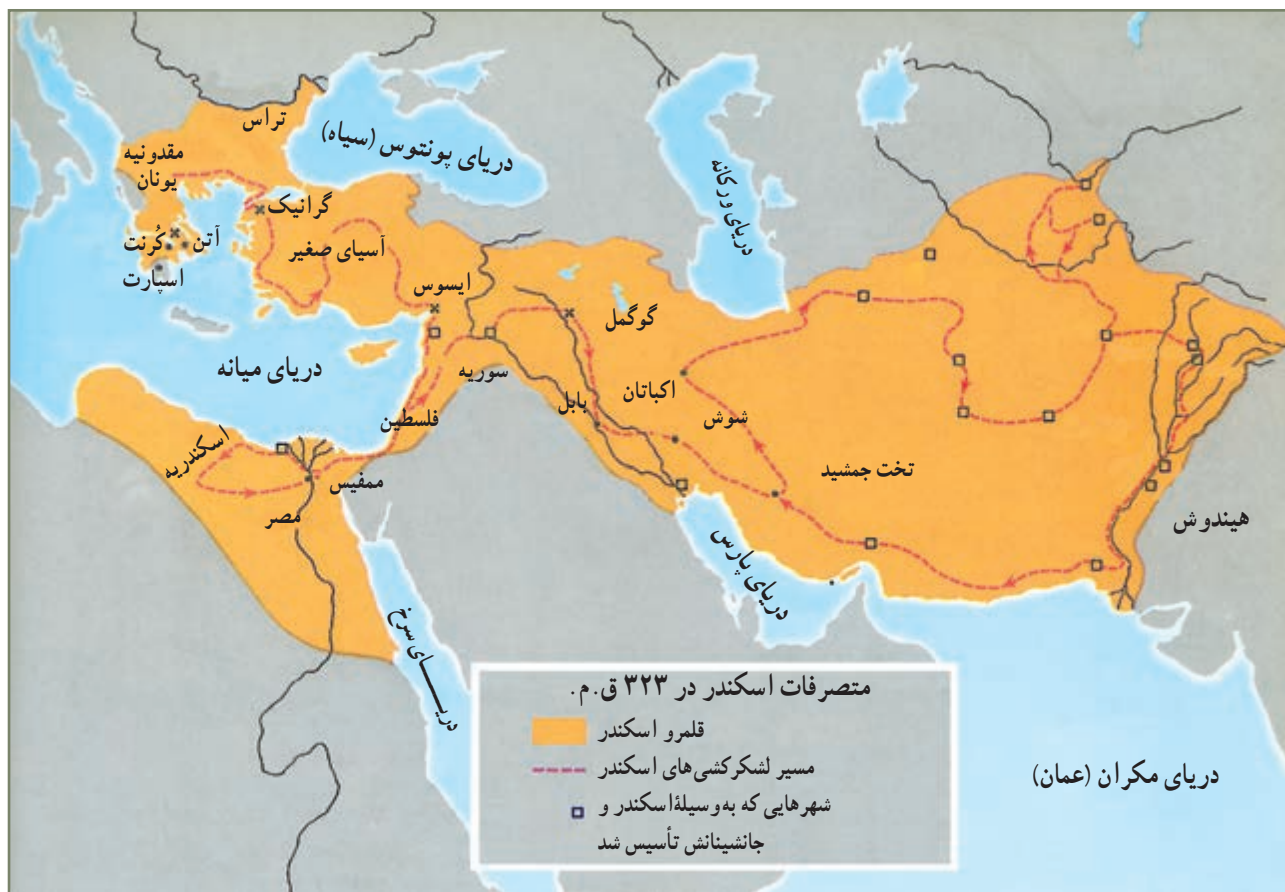 تراس
دریای پونتوس (سیاه)
مقدونیه
یونان
گرانیک
آتن
کُرنت
اسپارت
آسیای صغیر
ایسوس
دریای ورکانه
گوگمل
دریای میانه
سوریه
اکباتان
بابل
شوش
فلسطین
اسکندریه
ممفیس
مصر
تخت جمشید
هیندوش
دریای پارس
دریـــای سرخ
متصرفات اسکندر در ۳۲۳ ق.م.
قلمرو اسکندر
مسیر لشکرکشی‌های اسکندر
شهرهایی که به‌وسیلهٔ اسکندر و
جانشینانش تأسیس شد
دریای مکران (عمان)